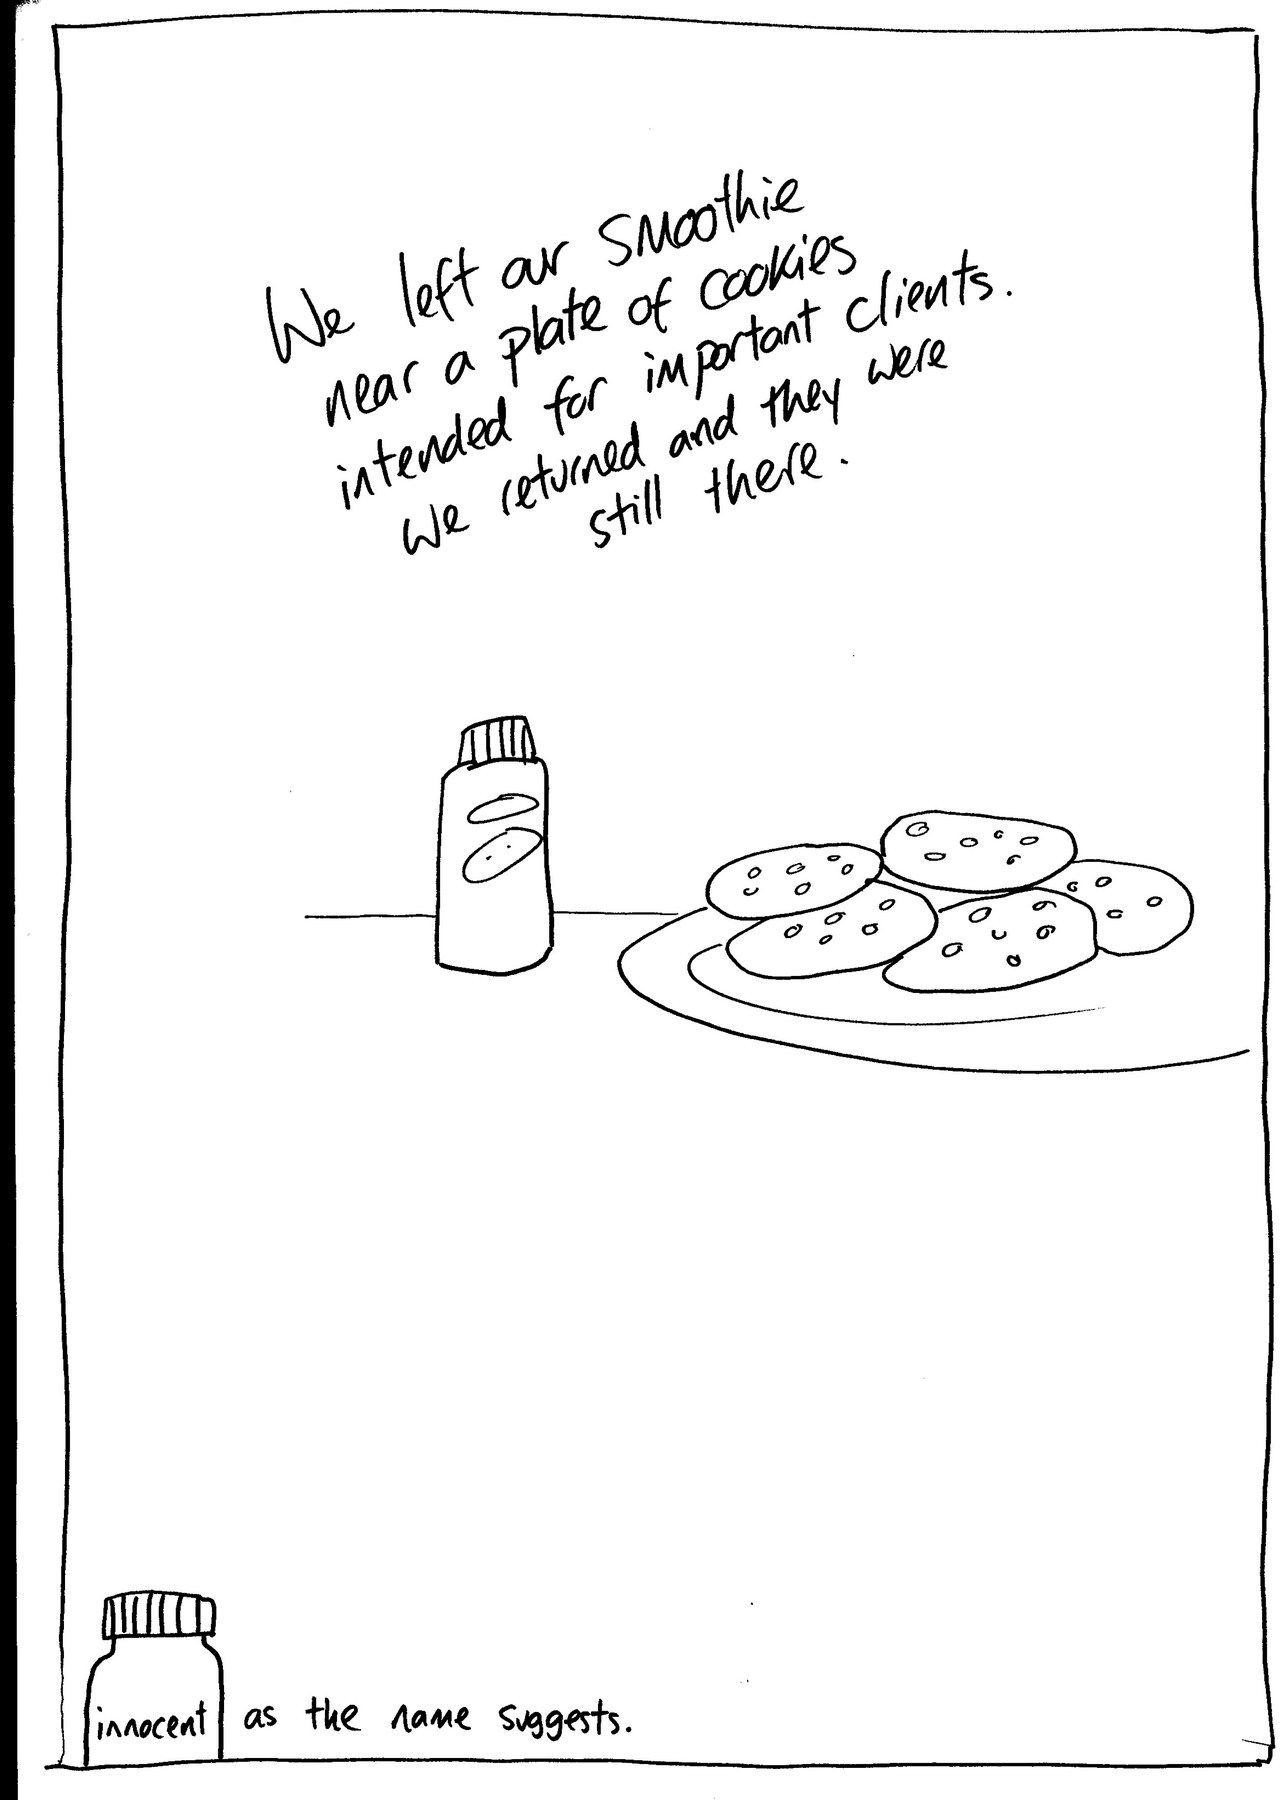 We left our smoothie
near a plate of cookies
intended for important clients.
We returned and they were
still there.
innocent as the name suggests.